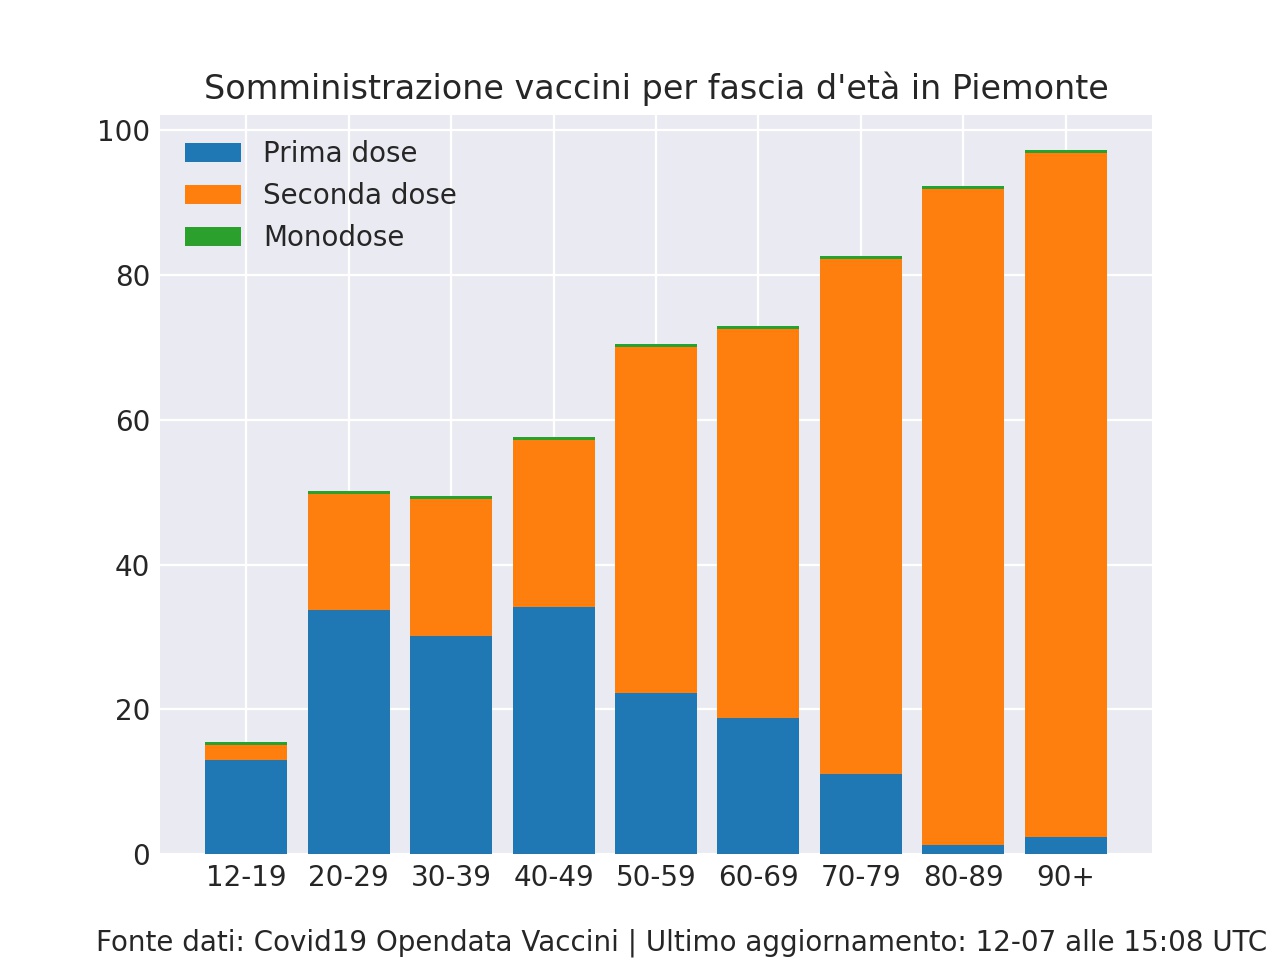 Somministrazione vaccini per fascia d'età in Piemonte
100
80
60
40
20
0
Prima dose
Seconda dose
Monodose
12-19 20-29 30-39 40-49 50-59 60-69 70-79 80-89 90+
Fonte dati: Covid19 Opendata Vaccini | Ultimo aggiornamento: 12-07 alle 15:08 UTC